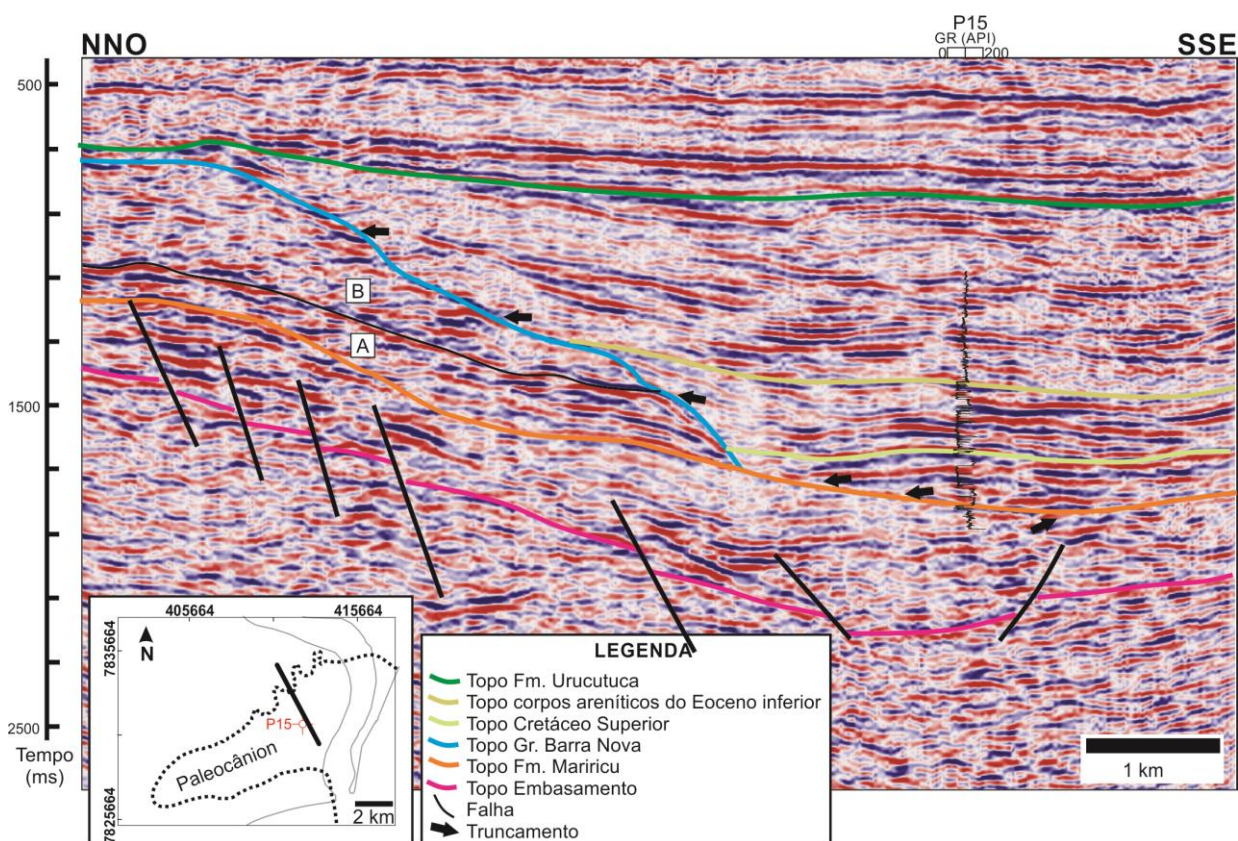 P15
GR (API)
0 200
NNO
SSE
500
1500
2500
Tempo
(ms)
B
A
405664
415664
7835664
7825664
N
P15
Paleocânion
2 km
LEGENDA
Topo Fm. Urucutuca
Topo corpos areníticos do Eoceno inferior
Topo Cretáceo Superior
Topo Gr. Barra Nova
Topo Fm. Mariricu
Topo Embasamento
Falha
Truncamento
1 km